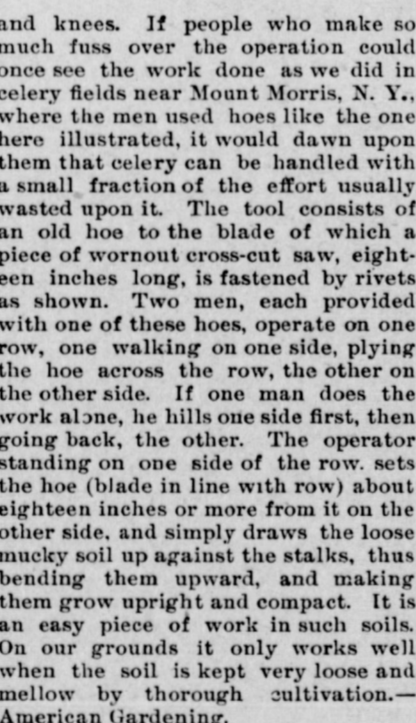 and knees. If people who make so
much fuss over the operation could
once see the work done as we did in
celery fields near Mount Morris, N. Y.,
where the men used hoes like the one
here illustrated, it would dawn upon
them that celery can be handled with
a small fraction of the effort usually
wasted upon it. The tool consists of
an old hoe to the blade of which a
piece of wornout cross-cut saw, eight-
een inches long, is fastened by rivets
as shown. Two men, each provided
with one of these hoes, operate on one
row, one walking on one side, plying
the hoe across the row, the other on
the other side. If one man does the
work alone, he hills one side first, then
going back, the other. The operator
standing on one side of the row. sets
the hoe (blade in line with row) about
eighteen inches or more from it on the
other side, and simply draws the loose
mucky soil up against the stalks, thus
bending them upward, and making
them grow upright and compact. It is
an easy piece of work in such soils.
On our grounds it only works well
when the soil is kept very loose and
mellow by thorough cultivation.—
American Gardening.